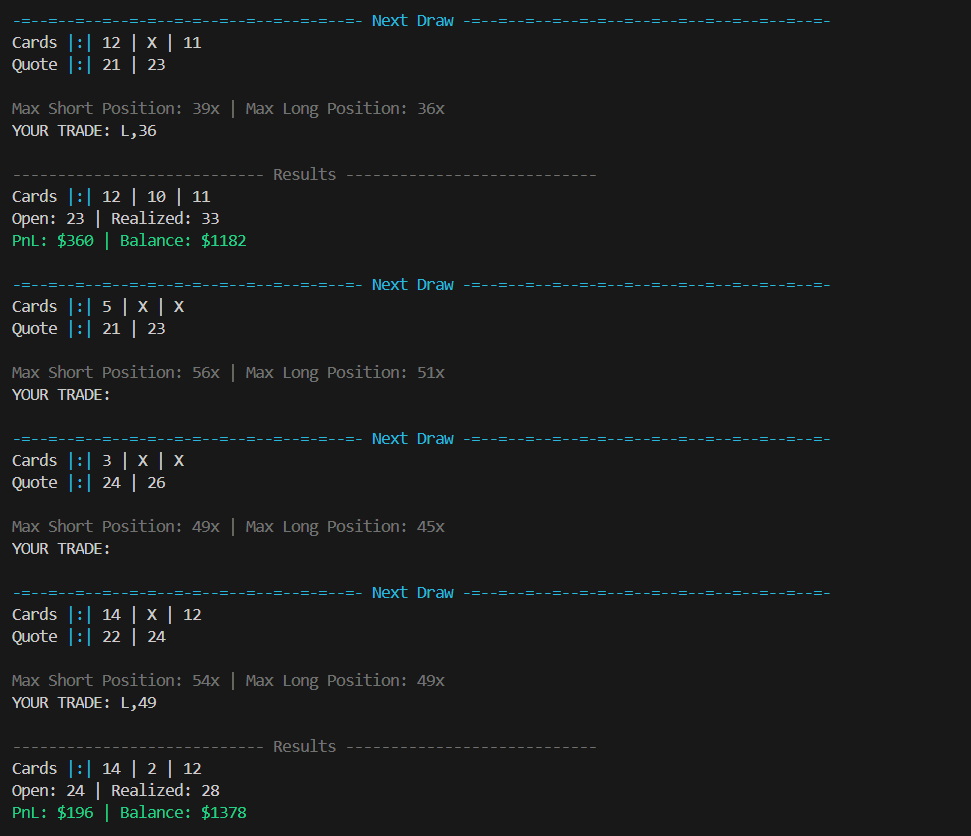 -=--=--=--=-=-=--=--=--=--=--=--=--=--=- Next Draw -=--=--=--=-=-=--=--=--=--=--=--=--=--=--=-
Cards |:| 12 | X | 11
Quote |:| 21 | 23
Max Short Position: 39x | Max Long Position: 36x
YOUR TRADE: L,36
---------------------------- Results ----------------------------
Cards |:| 12 | 10 | 11
Open: 23 | Realized: 33
PnL: $360 | Balance: $1182
-=--=--=--=-=-=--=--=--=--=--=--=--=--=- Next Draw -=--=--=--=-=-=--=--=--=--=--=--=--=--=--=-
Cards |:| 5 | X | X
Quote |:| 21 | 23
Max Short Position: 56x | Max Long Position: 51x
YOUR TRADE:
-=--=--=--=-=-=--=--=--=--=--=--=--=--=- Next Draw -=--=--=--=-=-=--=--=--=--=--=--=--=--=--=-
Cards |:| 3 | X | X
Quote |:| 24 | 26
Max Short Position: 49x | Max Long Position: 45x
YOUR TRADE:
-=--=--=--=-=-=--=--=--=--=--=--=--=--=- Next Draw -=--=--=--=-=-=--=--=--=--=--=--=--=--=--=-
Cards |:| 14 | X | 12
Quote |:| 22 | 24
Max Short Position: 54x | Max Long Position: 49x
YOUR TRADE: L,49
---------------------------- Results ----------------------------
Cards |:| 14 | 2 | 12
Open: 24 | Realized: 28
PnL: $196 | Balance: $1378